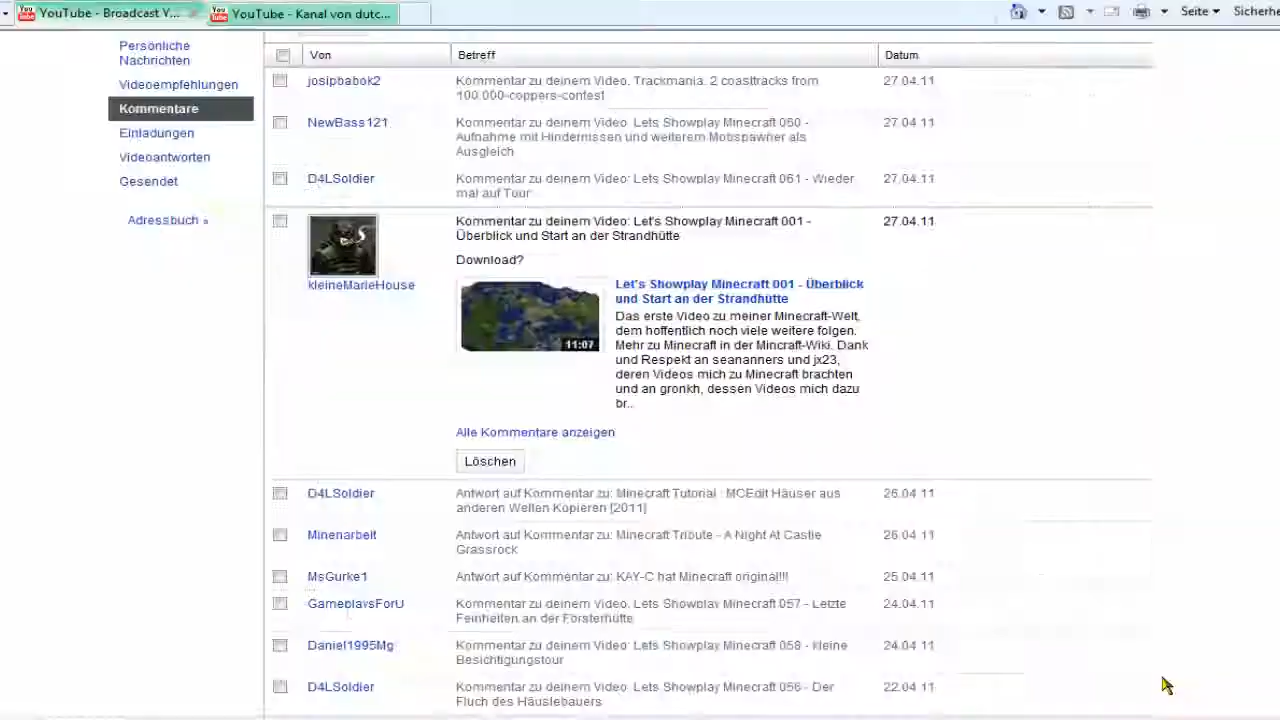 YouTube - Broadcast Y...
YouTube - Kanal von dutc...
Seite
Sicherhe
Persönliche
Nachrichten
Videoempfehlungen
Kommentare
Einladungen
Videoantworten
Gesendet
Adressbuch »
Von
Betreff
Datum
josipbabok2
Kommentar zu deinem Video: Trackmania: 2 coasttracks from
100.000-coppers-contest
27.04.11
NewBass121
Kommentar zu deinem Video: Lets Showplay Minecraft 060 -
Aufnahme mit Hindernissen und weiterem Mobspawner als
Ausgleich
27.04.11
D4LSoldier
Kommentar zu deinem Video: Lets Showplay Minecraft 061 - Wieder
mal auf Tour
27.04.11
kleineMarieHouse
Kommentar zu deinem Video: Let's Showplay Minecraft 001 -
Überblick und Start an der Strandhütte
27.04.11
Download?
11:07
Let's Showplay Minecraft 001 - Überblick
und Start an der Strandhütte
Das erste Video zu meiner Minecraft-Welt,
dem hoffentlich noch viele weitere folgen.
Mehr zu Minecraft in der Mincraft-Wiki. Dank
und Respekt an seananners und jx23,
deren Videos mich zu Minecraft brachten
und an gronkh, dessen Videos mich dazu
br..
Alle Kommentare anzeigen
Löschen
D4LSoldier
Antwort auf Kommentar zu: Minecraft Tutorial : MCEdit Häuser aus
anderen Welten Kopieren [2011]
26.04.11
Minenarbeit
Antwort auf Kommentar zu: Minecraft Tribute - A Night At Castle
Grassrock
26.04.11
MsGurke1
Antwort auf Kommentar zu: KAY-C hat Minecraft original!!!
25.04.11
GameplaysForU
Kommentar zu deinem Video: Lets Showplay Minecraft 057 - Letzte
Feinheiten an der Försterhütte
24.04.11
Daniel1995Mg
Kommentar zu deinem Video: Lets Showplay Minecraft 058 - kleine
Besichtigungstour
24.04.11
D4LSoldier
Kommentar zu deinem Video: Lets Showplay Minecraft 056 - Der
Fluch des Häuslebauers
22.04.11